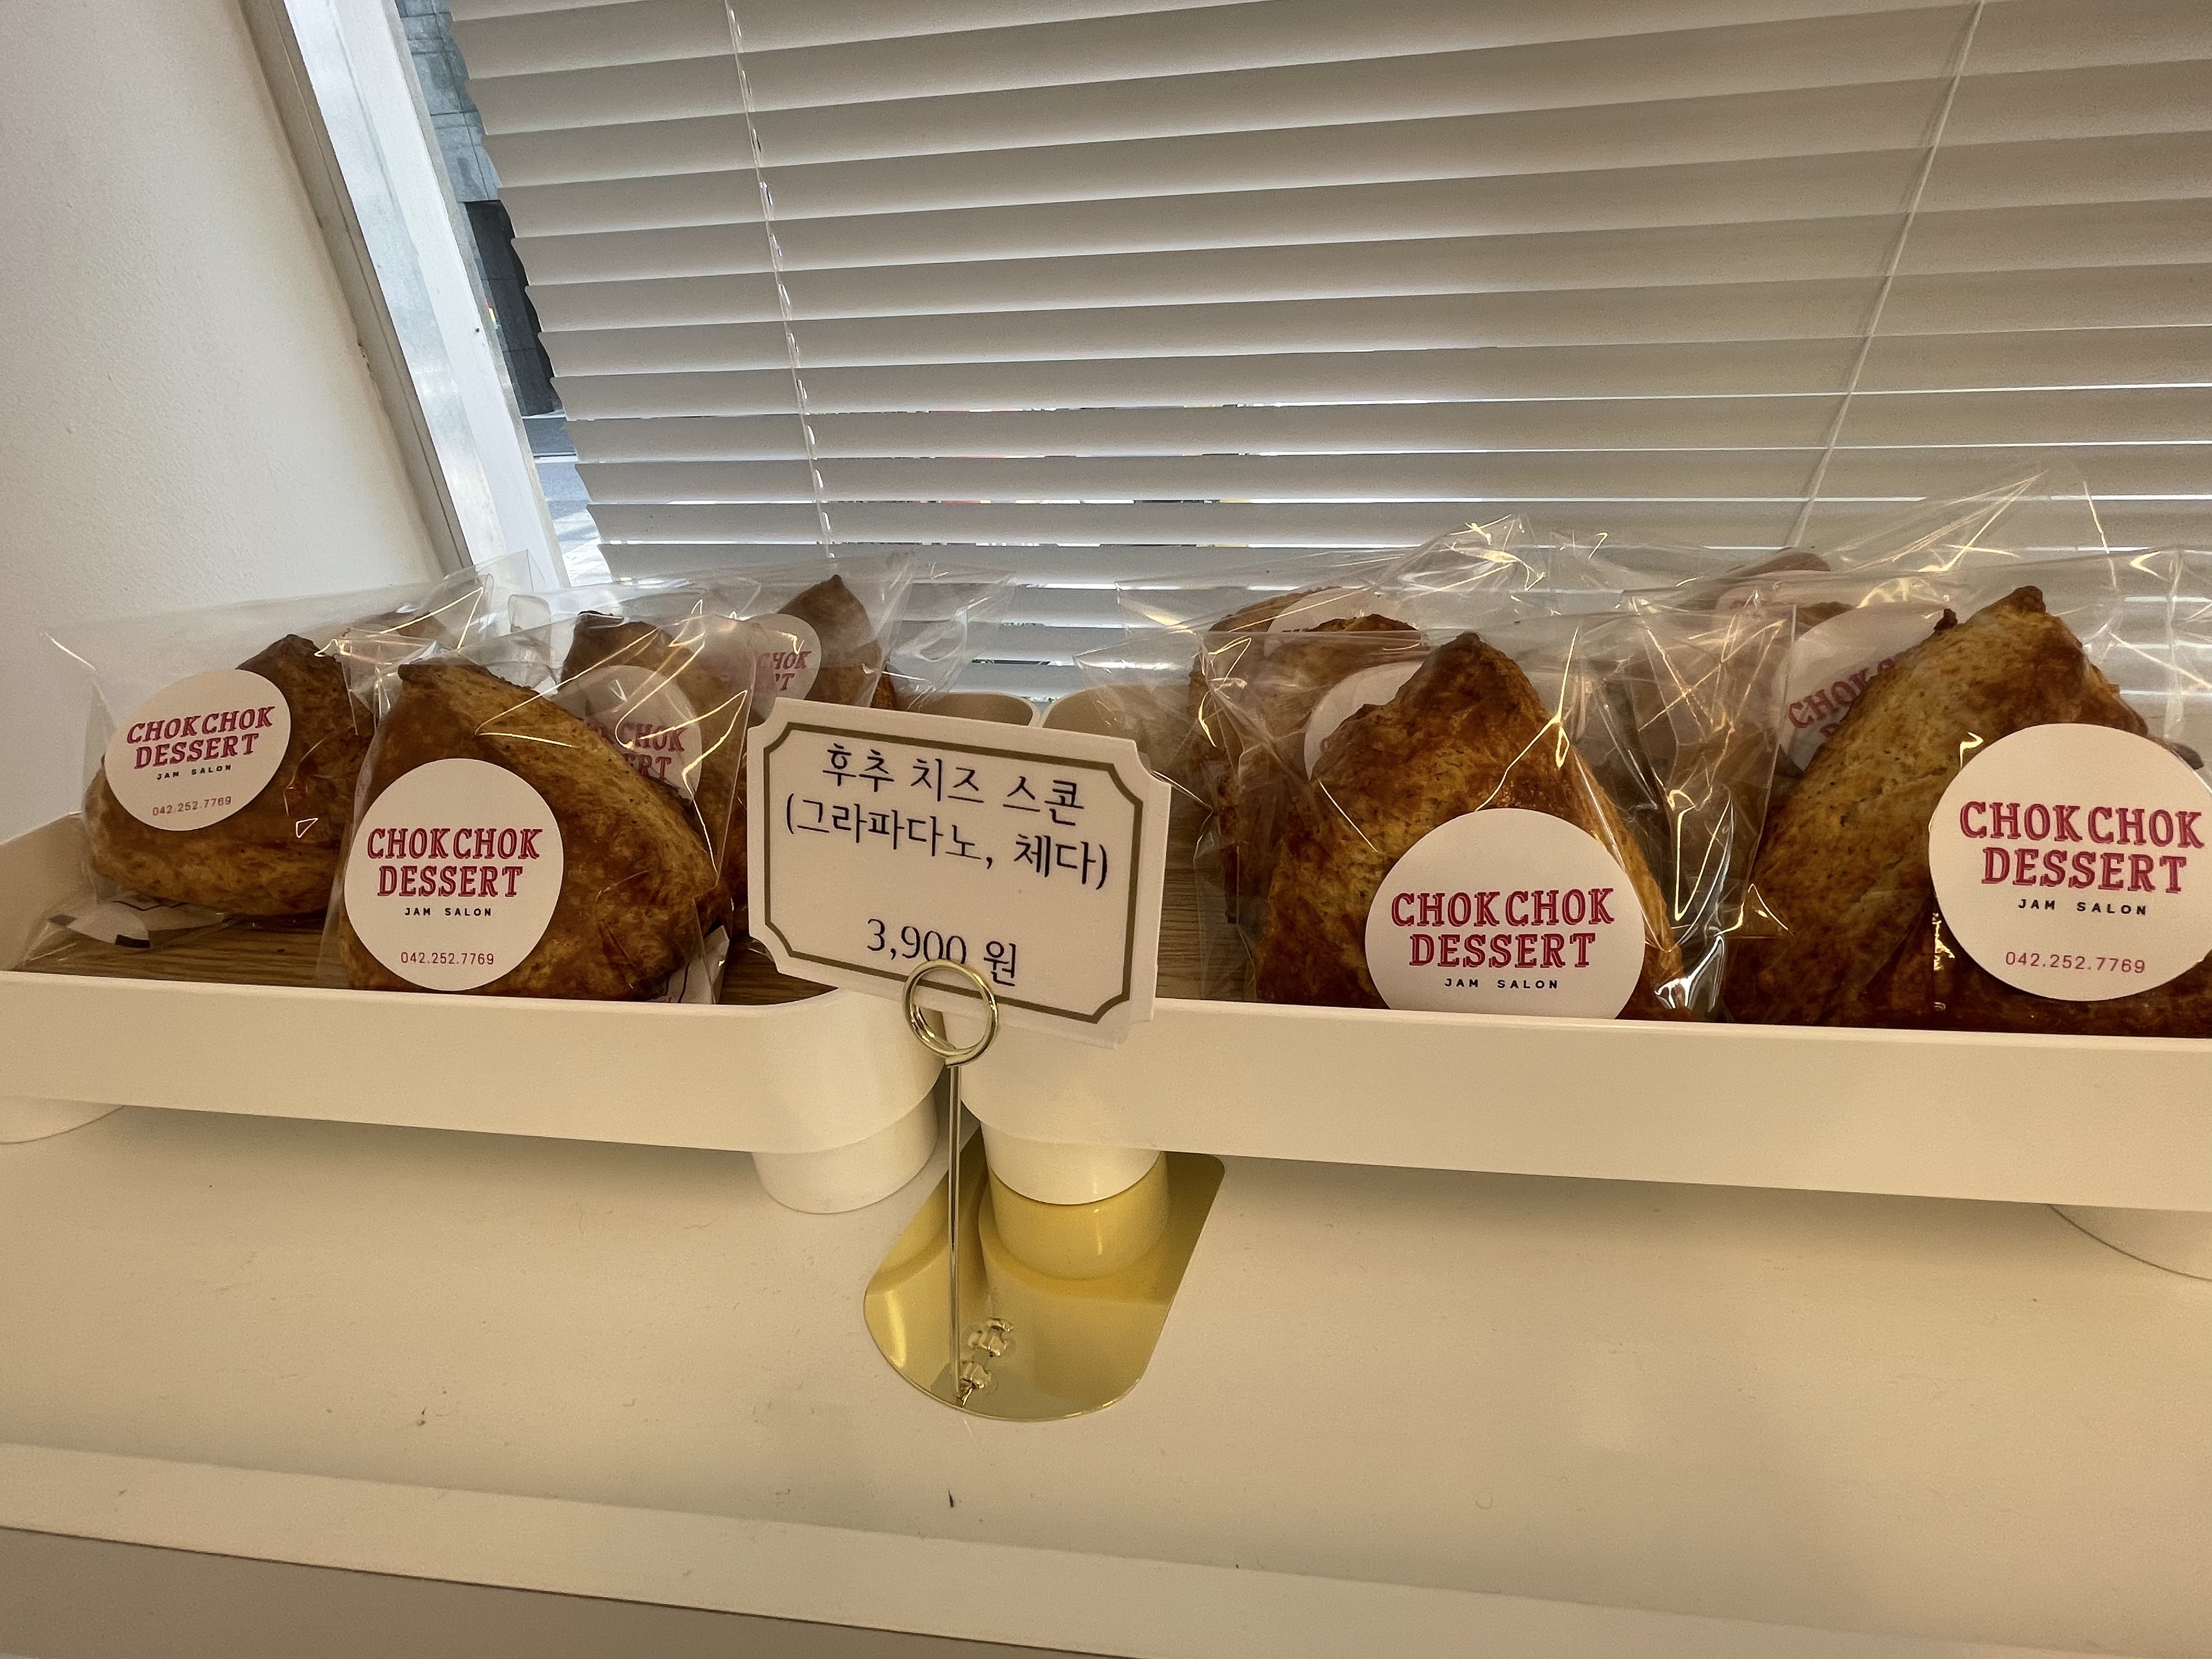 CHOK CHOK
DESSERT
JAM SALON
042.252.7769
CHOK CHOK
DESSERT
JAM SALON
042.252.7769
CHOK
후추 치즈 스콘
(그라파다노, 체다)
3,900 원
CHOK CHOK
DESSERT
JAM SALON
CHOK CHOK
DESSERT
JAM SALON
042.252.7769